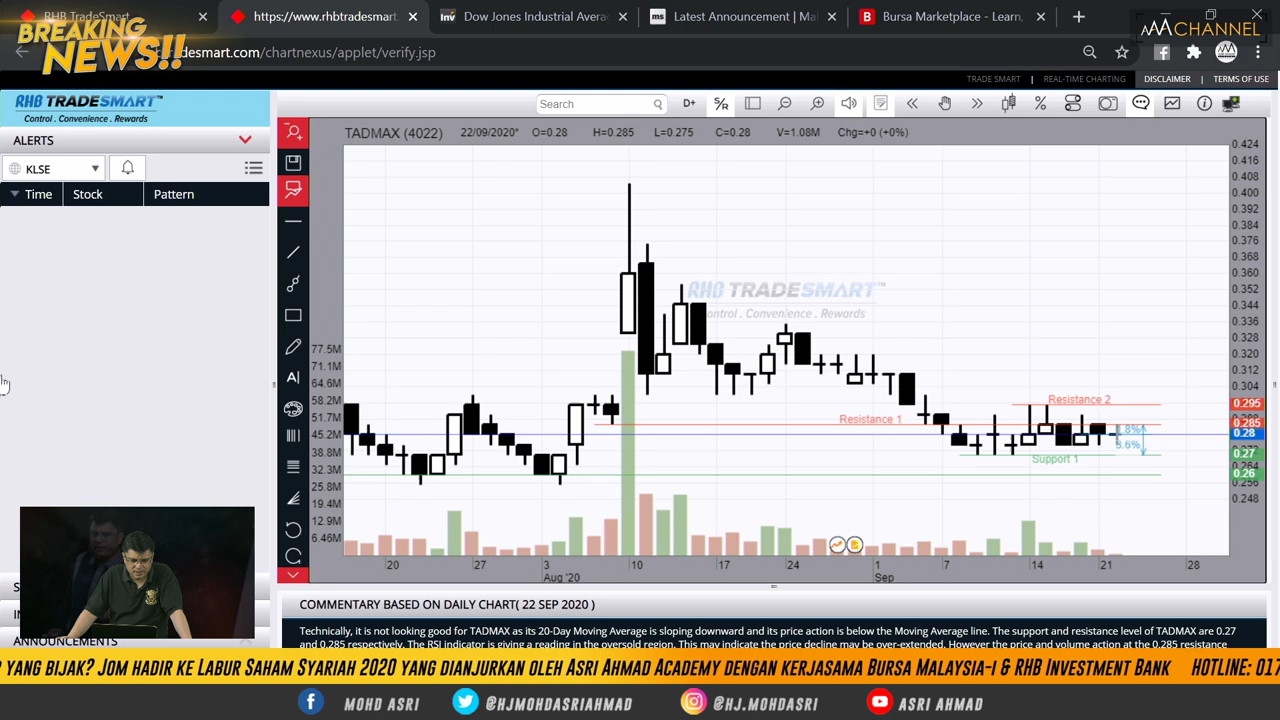 BREAKING NEWS!!
RHB TradeSmart
https://www.rhbtradesmart.
Dow Jones Industrial Avera
Latest Announcement | Ma
Bursa Marketplace - Learn,
AA CHANNEL
desmart.com/chartnexus/applet/verify.jsp
TRADE SMART | REAL-TIME CHARTING DISCLAIMER | TERMS OF USE
RHB TRADESMART™
Control . Convenience . Rewards
Search
D+
S/R
ALERTS
KLSE
Time Stock Pattern
TADMAX (4022) 22/09/2020* O=0.28 H=0.285 L=0.275 C=0.28 V=1.08M Chg=+0 (+0%)
RHB TRADESMART™
Control . Convenience . Rewards
0.424
0.416
0.408
0.400
0.392
0.384
0.376
0.368
0.360
0.352
0.344
0.336
0.328
0.320
0.312
0.304
0.295
0.285
0.28
0.27
0.264
0.26
0.256
0.248
77.5M
71.1M
64.6M
58.2M
51.7M
45.2M
38.8M
32.3M
25.8M
19.4M
12.9M
6.46M
Resistance 2
Resistance 1
3.6%
Support 1
20 27 3 10 17 24 1 7 14 21 28
Aug '20 Sep
COMMENTARY BASED ON DAILY CHART( 22 SEP 2020 )
Technically, it is not looking good for TADMAX as its 20-Day Moving Average is sloping downward and its price action is below the Moving Average line. The support and resistance level of TADMAX are 0.27
and 0.285 respectively. The RSI indicator is giving a reading in the oversold region. This may indicate the price decline may be over-extended. However the price and volume action at the 0.285 resistance
ANNOUNCEMENTS
YANG BIJAK? JOM HADIR KE LABUR SAHAM SYARIAH 2020 YANG DIANJURKAN OLEH ASRI AHMAD ACADEMY DENGAN KERJASAMA BURSA MALAYSIA-I & RHB INVESTMENT BANK HOTLINE: 017
MOHD ASRI @HJMOHDASRIAHMAD @HJ.MOHDASRI ASRI AHMAD